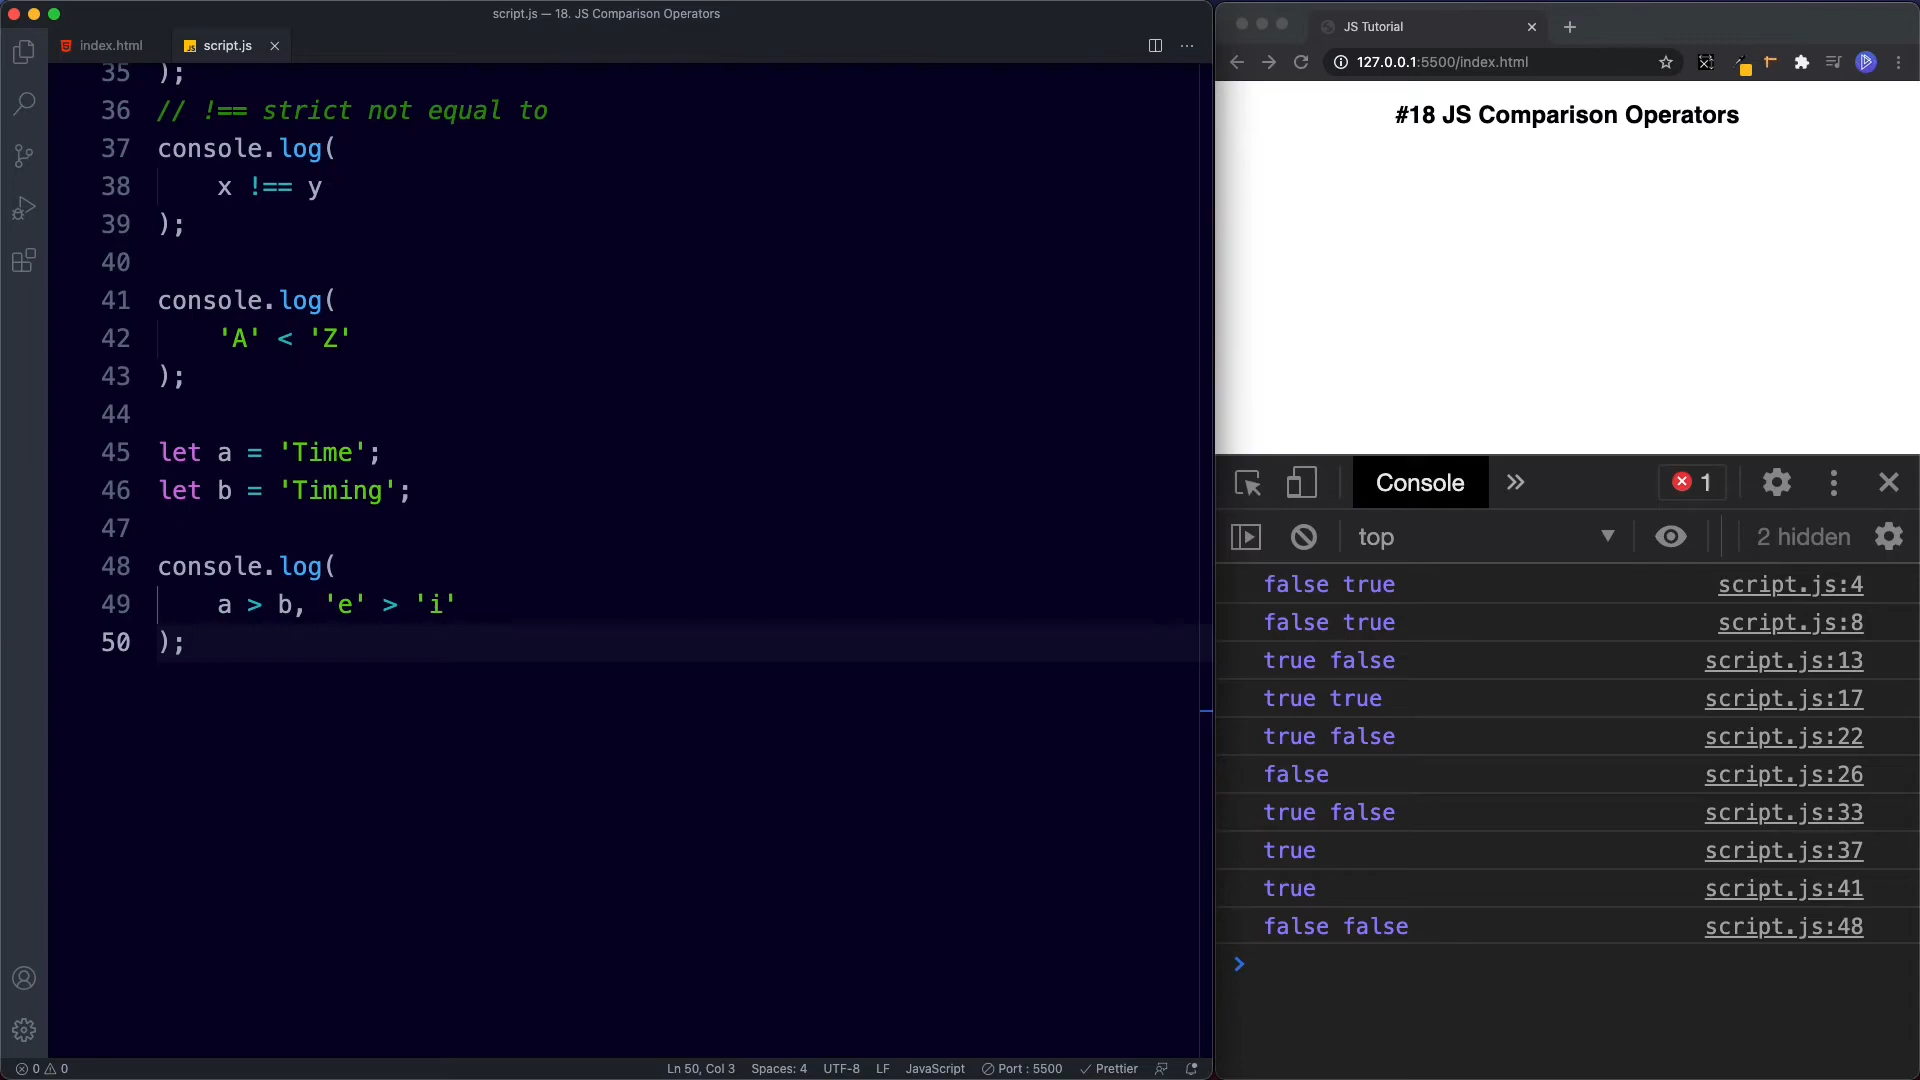 script.js — 18. JS Comparison Operators
index.html
script.js
35 );
36 // !== strict not equal to
37 console.log(
38 x !== y
39 );
40
41 console.log(
42 'A' < 'Z'
43 );
44
45 let a = 'Time';
46 let b = 'Timing';
47
48 console.log(
49 a > b, 'e' > 'i'
50 );
0 0 Ln 50, Col 3 Spaces: 4 UTF-8 LF JavaScript Port : 5500 Prettier
JS Tutorial
127.0.0.1:5500/index.html
#18 JS Comparison Operators
Console » 1
top 2 hidden
false true script.js:4
false true script.js:8
true false script.js:13
true true script.js:17
true false script.js:22
false script.js:26
true false script.js:33
true script.js:37
true script.js:41
false false script.js:48